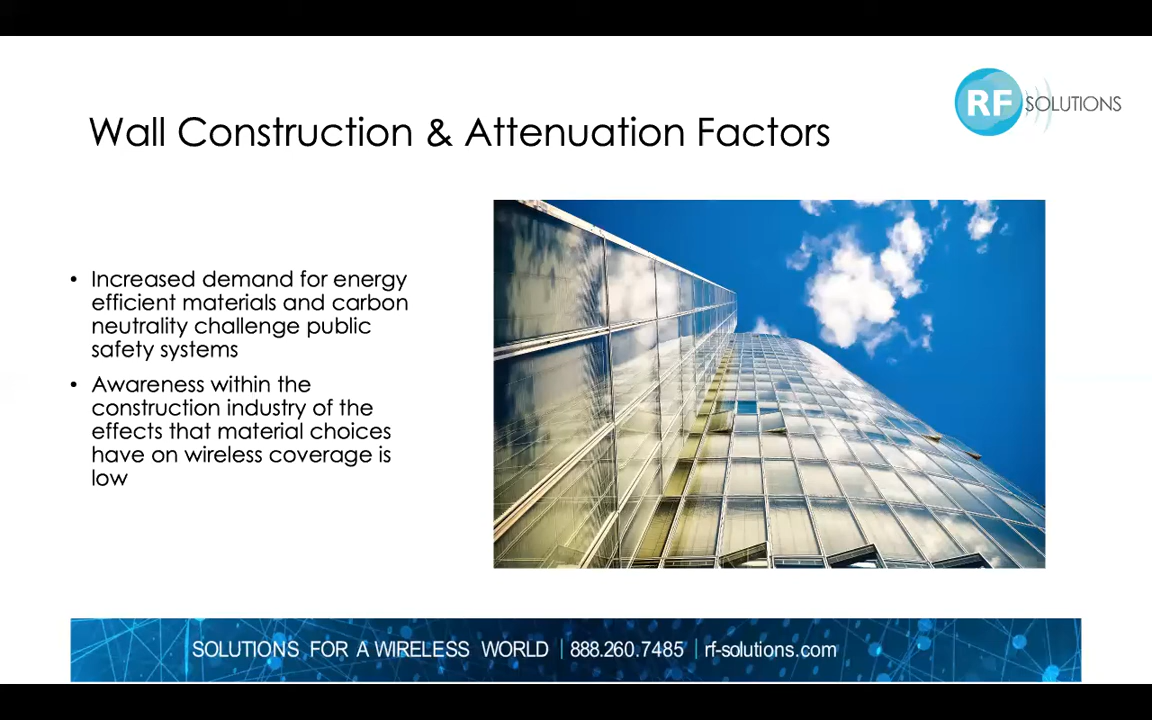 RF SOLUTIONS
Wall Construction & Attenuation Factors
• Increased demand for energy
efficient materials and carbon
neutrality challenge public
safety systems
• Awareness within the
construction industry of the
effects that material choices
have on wireless coverage is
low
SOLUTIONS FOR A WIRELESS WORLD | 888.260.7485 | rf-solutions.com